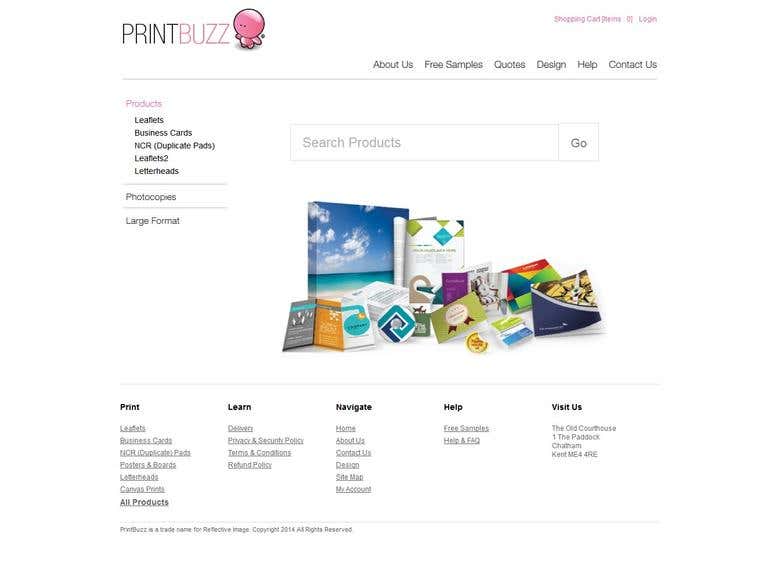 PRINTBUZZ
Shopping Cart [Items 0] Login
About Us Free Samples Quotes Design Help Contact Us
Products
Leaflets
Business Cards
NCR (Duplicate Pads)
Leaflets2
Letterheads
Photocopies
Large Format
Search Products Go
Print
Leaflets
Business Cards
NCR (Duplicate) Pads
Posters & Boards
Letterheads
Canvas Prints
All Products
Learn
Delivery
Privacy & Security Policy
Terms & Conditions
Refund Policy
Navigate
Home
About Us
Contact Us
Design
Site Map
My Account
Help
Free Samples
Help & FAQ
Visit Us
The Old Courthouse
1 The Paddock
Chatham
Kent ME4 4RE
PrintBuzz is a trade name for Reflective Image. Copyright 2014 All Rights Reserved.